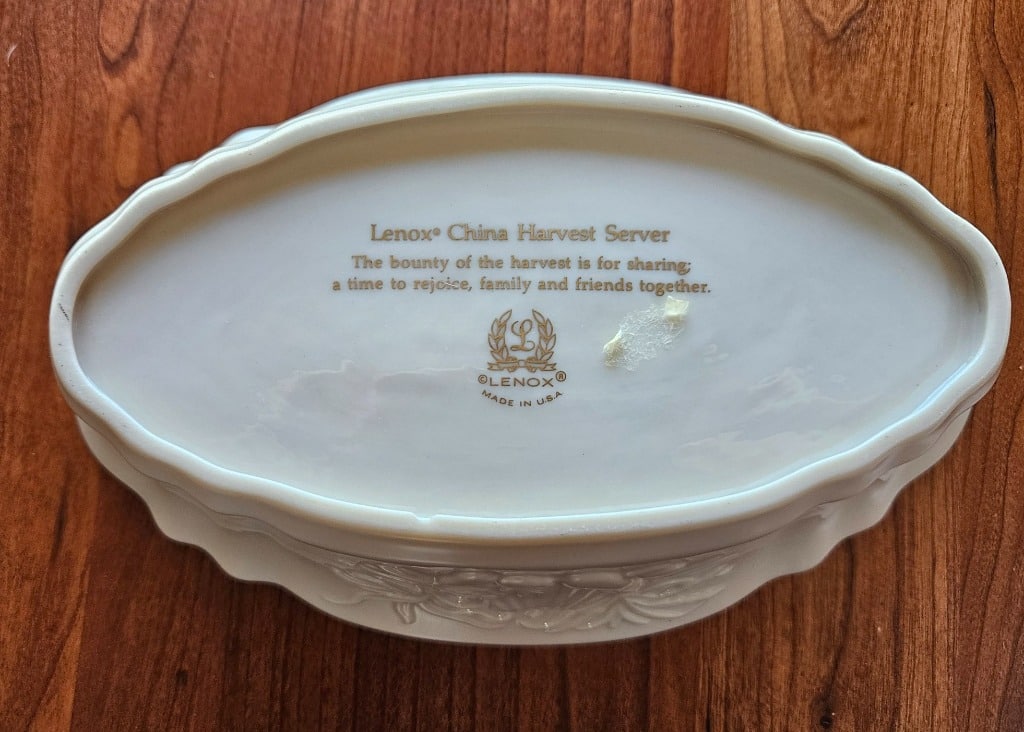 Lenox® China Harvest Server
The bounty of the harvest is for sharing;
a time to rejoice, family and friends together.
L
©LENOX®
MADE IN U.S.A